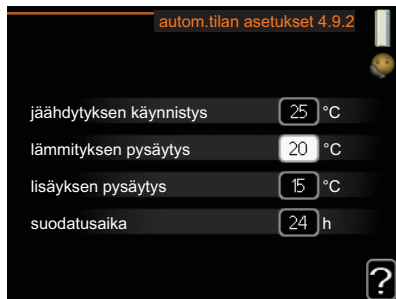 autom.tilan asetukset 4.9.2
jäähdytyksen käynnistys 25 °C
lämmityksen pysäytys 20 °C
lisäyksen pysäytys 15 °C
suodatusaika 24 h
?